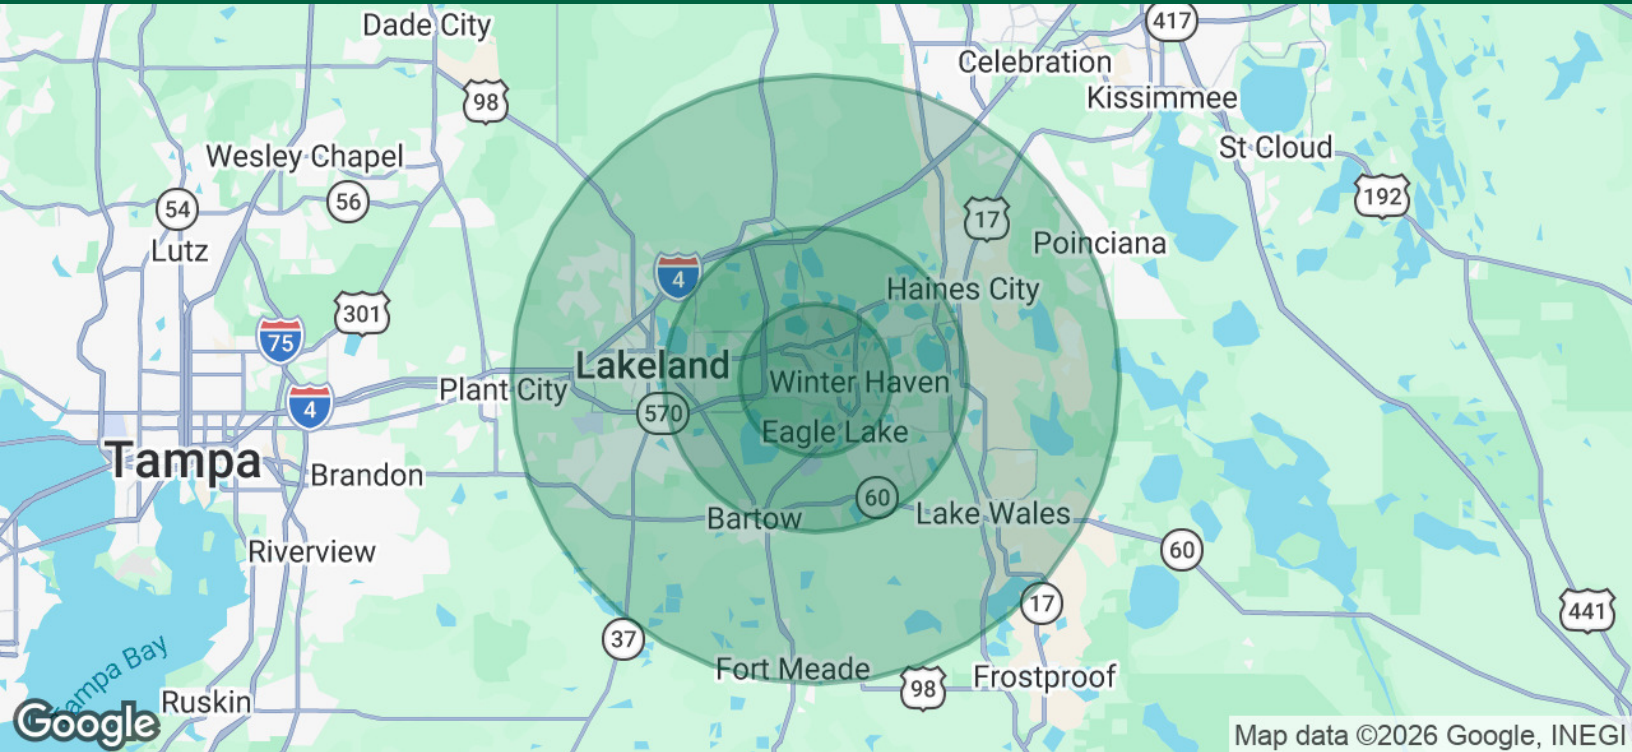 Dade City
417
Celebration
98
Kissimmee
St Cloud
Wesley Chapel
192
54
56
17
Lutz
Poinciana
4
Haines City
301
75
Lakeland
Winter Haven
Plant City
4
570
Eagle Lake
Tampa
Brandon
60
Bartow
Lake Wales
Riverview
60
17
441
37
Tampa Bay
Fort Meade
Frostproof
98
Ruskin
Google
Map data ©2026 Google, INEGI